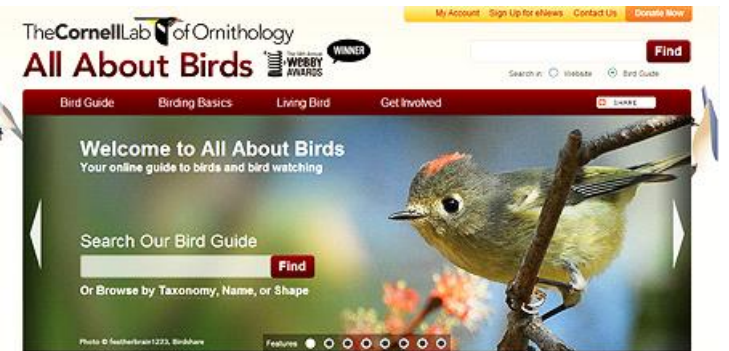 My Account Sign Up for eNews Contact Us Donate Now
TheCornellLab of Ornithology
All About Birds
WEBBY
AWARDS
WINNER
Find
Search in: Website Bird Guide
Bird Guide Birding Basics Living Bird Get Involved
SHARE
Welcome to All About Birds
Your online guide to birds and bird watching
Search Our Bird Guide
Find
Or Browse by Taxonomy, Name, or Shape
Photo © featherbrain1223, Birdshare
Features